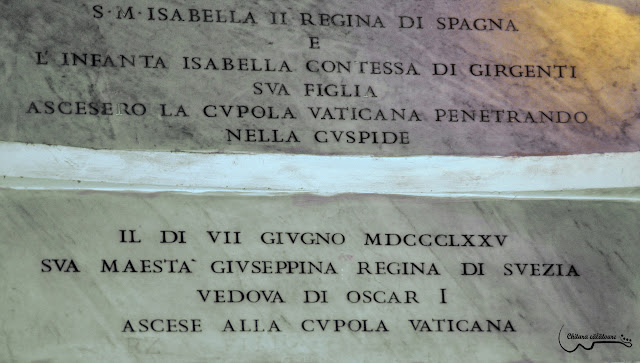 S·M·ISABELLA II REGINA DI SPAGNA
E
L'INFANTA ISABELLA CONTESSA DI GIRGENTI
SVA FIGLIA
ASCESERO LA CVPOLA VATICANA PENETRANDO
NELLA CVSPIDE
IL DI VII GIVGNO MDCCCLXXV
SVA MAESTA' GIVSEPPINA REGINA DI SVEZIA
VEDOVA DI OSCAR I
ASCESE ALLA CVPOLA VATICANA